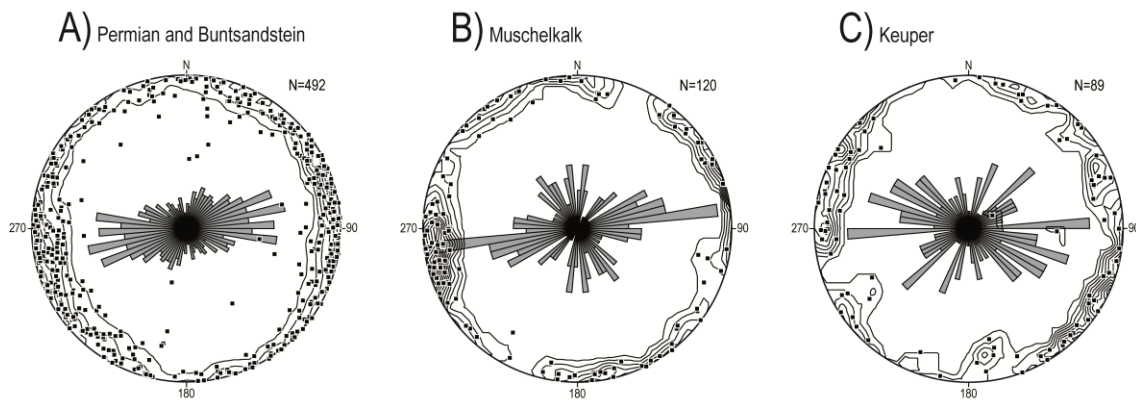 A) Permian and Buntsandstein
N
N=492
270
90
180
B) Muschelkalk
N
N=120
270
90
180
C) Keuper
N
N=89
270
90
180